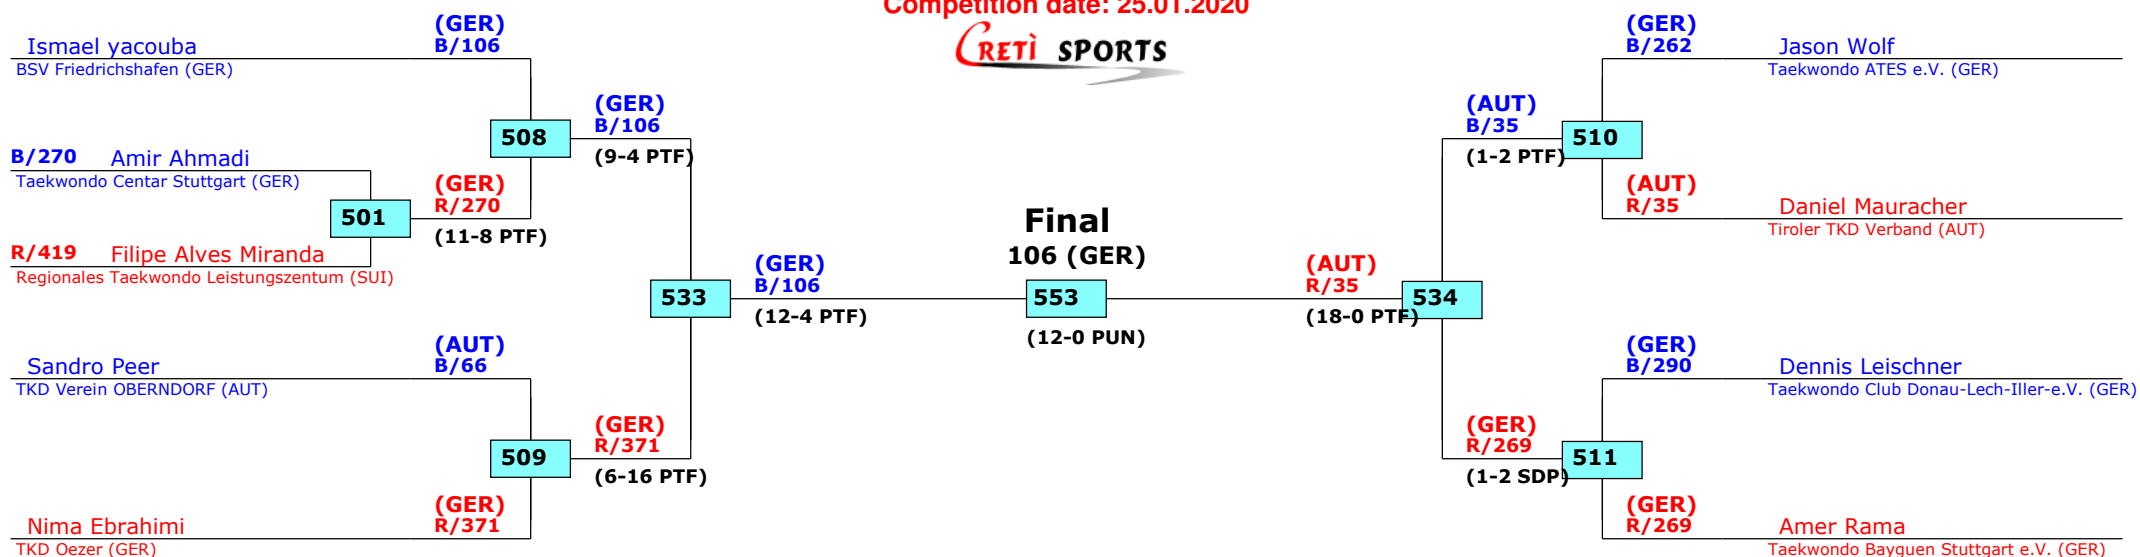 Competition date: 25.01.2020
CRETÌ SPORTS
(GER)
B/106
Ismael yacouba
BSV Friedrichshafen (GER)
(GER)
B/106
(9-4 PTF)
508
B/270 Amir Ahmadi
Taekwondo Centar Stuttgart (GER)
(GER)
R/270
(11-8 PTF)
501
R/419 Filipe Alves Miranda
Regionales Taekwondo Leistungszentum (SUI)
533
(GER)
B/106
(12-4 PTF)
(AUT)
B/66
Sandro Peer
TKD Verein OBERNDORF (AUT)
509
(GER)
R/371
(6-16 PTF)
(GER)
R/371
Nima Ebrahimi
TKD Oezer (GER)
Final
106 (GER)
553
(12-0 PUN)
(GER)
B/262
Jason Wolf
Taekwondo ATES e.V. (GER)
(AUT)
B/35
(1-2 PTF)
510
(AUT)
R/35
Daniel Mauracher
Tiroler TKD Verband (AUT)
(AUT)
R/35
(18-0 PTF)
534
(GER)
B/290
Dennis Leischner
Taekwondo Club Donau-Lech-Iller-e.V. (GER)
(GER)
R/269
(1-2 SDP)
511
(GER)
R/269
Amer Rama
Taekwondo Bayguen Stuttgart e.V. (GER)